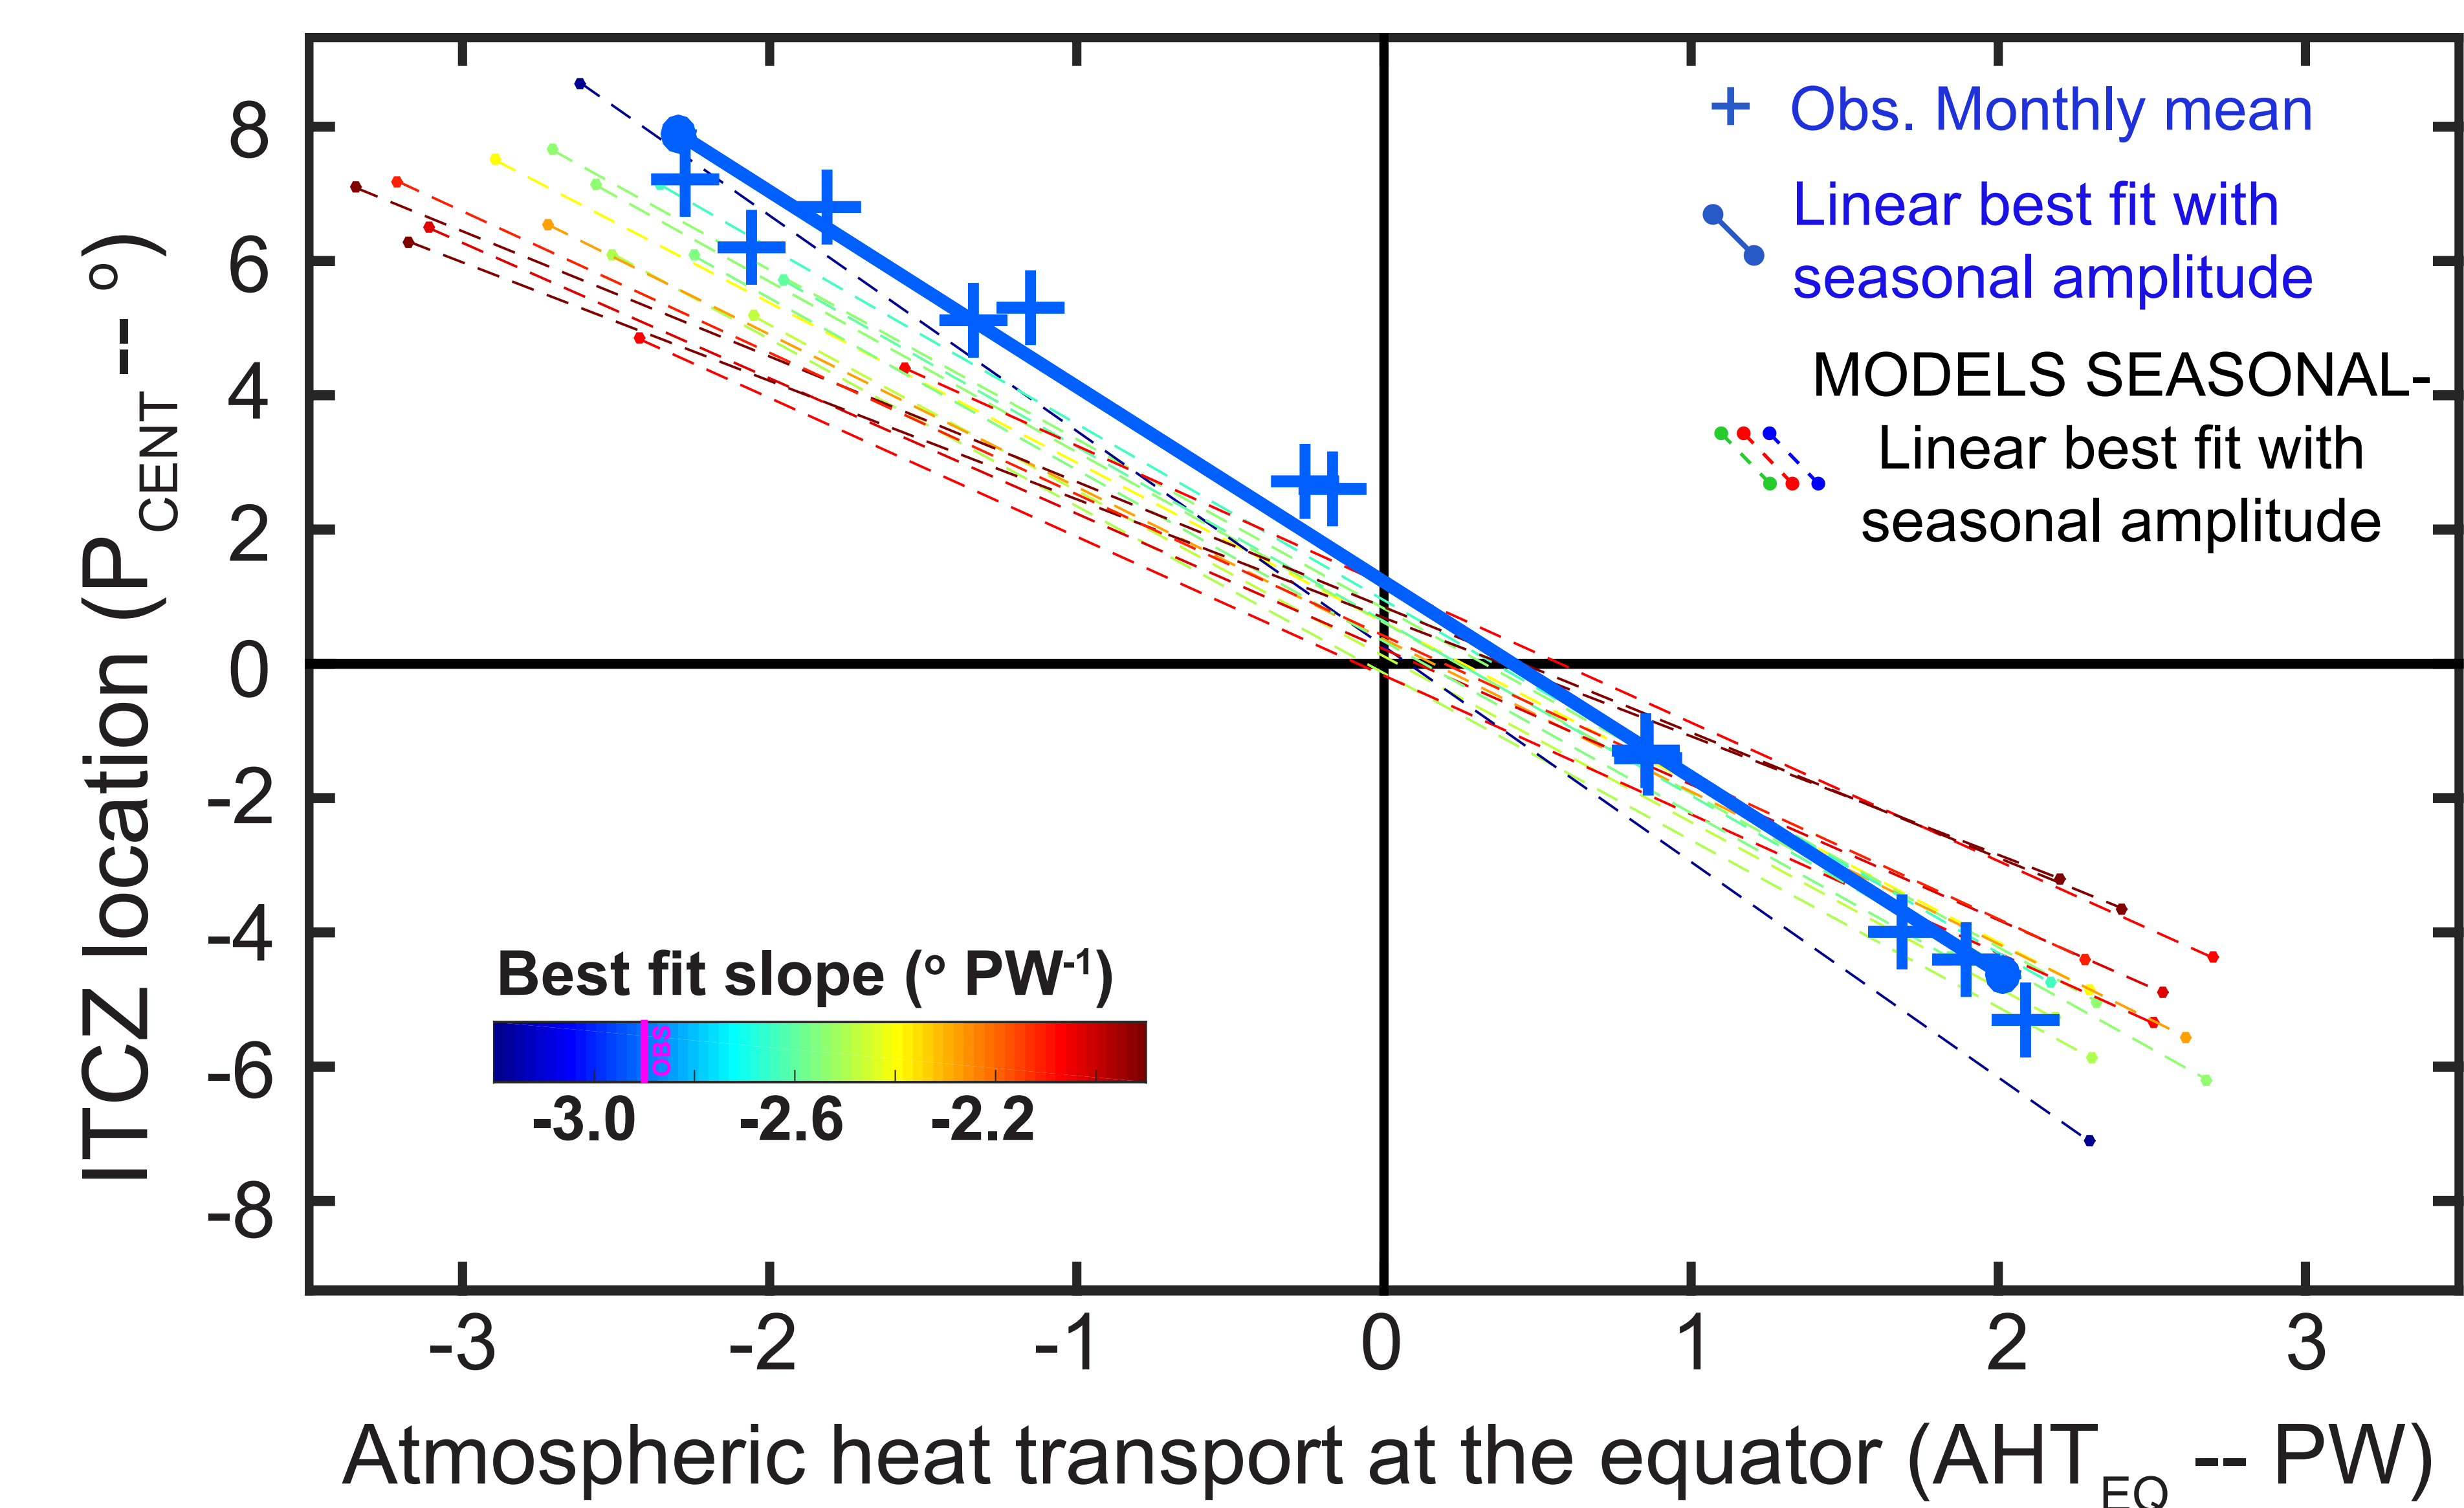 Obs. Monthly mean
Linear best fit with
seasonal amplitude
MODELS SEASONAL-
Linear best fit with
seasonal amplitude
ITCZ location (PCENT -- º)
8
6
4
2
0
-2
-4
-6
-8
Best fit slope (º PW-1)
OBS
-3.0 -2.6 -2.2
-3 -2 -1 0 1 2 3
Atmospheric heat transport at the equator (AHTEQ -- PW)